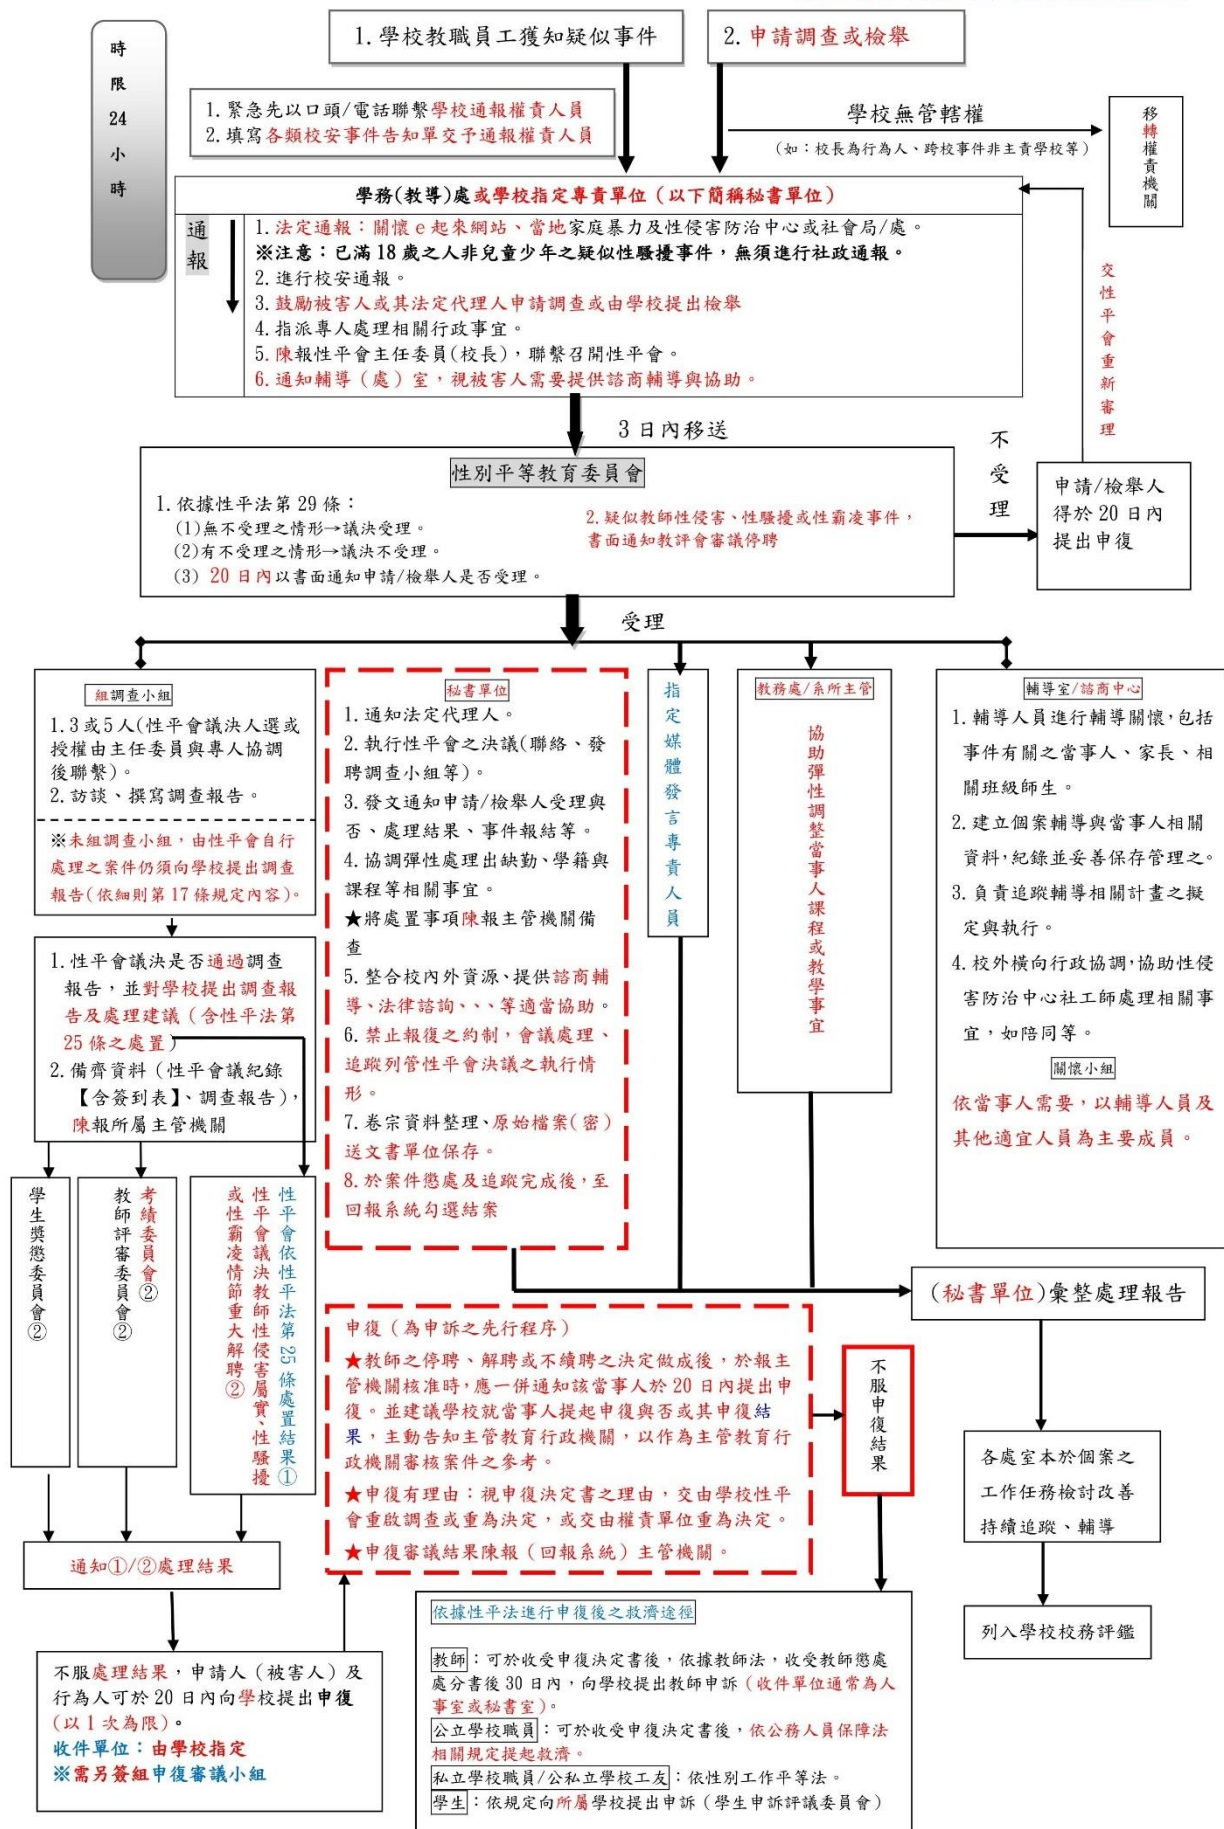 時
限
24
小
時
1.學校教職員工獲知疑似事件
2.申請調查或檢舉
1.緊急先以口頭/電話聯繫學校通報權責人員
2.填寫各類校安事件告知單交予通報權責人員
學校無管轄權
(如：校長為行為人、跨校事件非主責學校等)
移轉權責機關
學務(教導)處或學校指定專責單位（以下簡稱秘書單位）
通報
1.法定通報：關懷e起來網站、當地家庭暴力及性侵害防治中心或社會局/處。
※注意：已滿18歲之人非兒童少年之疑似性騷擾事件，無須進行社政通報。
2.進行校安通報。
3.鼓勵被害人或其法定代理人申請調查或由學校提出檢舉
4.指派專人處理相關行政事宜。
5.陳報性平會主任委員(校長)，聯繫召開性平會。
6.通知輔導（處）室，視被害人需要提供諮商輔導與協助。
交性平會重新審理
3日內移送
性別平等教育委員會
1.依據性平法第29條：
(1)無不受理之情形→議決受理。
(2)有不受理之情形→議決不受理。
(3) 20日內以書面通知申請/檢舉人是否受理。
2.疑似教師性侵害、性騷擾或性霸凌事件，
書面通知教評會審議停聘
不受理
申請/檢舉人
得於20日內
提出申復
受理
組調查小組
1.3或5人(性平會議決人選或
授權由主任委員與專人協調
後聯繫)。
2.訪談、撰寫調查報告。
※未組調查小組，由性平會自行
處理之案件仍須向學校提出調查
報告(依細則第17條規定內容)。
1.性平會議決是否通過調查
報告，並對學校提出調查報
告及處理建議（含性平法第
25條之處置）
2.備齊資料（性平會議紀錄
【含簽到表】、調查報告），
陳報所屬主管機關
學生獎懲委員會②
考績委員會②
教師評審委員會②
性平會依性平法第25條處置結果①
性平會議決教師性侵害屬實、性騷擾
或性霸凌情節重大解聘②
通知①/②處理結果
不服處理結果，申請人（被害人）及
行為人可於20日內向學校提出申復
(以1次為限)。
收件單位：由學校指定
※需另簽組申復審議小組
秘書單位
1.通知法定代理人。
2.執行性平會之決議(聯絡、發
聘調查小組等)。
3.發文通知申請/檢舉人受理與
否、處理結果、事件報結等。
4.協調彈性處理出缺勤、學籍與
課程等相關事宜。
★將處置事項陳報主管機關備
查
5.整合校內外資源、提供諮商輔
導、法律諮詢、、、等適當協助。
6.禁止報復之約制，會議處理、
追蹤列管性平會決議之執行情
形。
7.卷宗資料整理、原始檔案(密)
送文書單位保存。
8.於案件懲處及追蹤完成後，至
回報系統勾選結案
指定媒體發言專責人員
教務處/系所主管
協助彈性調整當事人課程或教學事宜
輔導室/諮商中心
1.輔導人員進行輔導關懷，包括
事件有關之當事人、家長、相
關班級師生。
2.建立個案輔導與當事人相關
資料，紀錄並妥善保存管理之。
3.負責追蹤輔導相關計畫之擬
定與執行。
4.校外橫向行政協調，協助性侵
害防治中心社工師處理相關事
宜，如陪同等。
關懷小組
依當事人需要，以輔導人員及
其他適宜人員為主要成員。
(秘書單位)彙整處理報告
各處室本於個案之
工作任務檢討改善
持續追蹤、輔導
列入學校校務評鑑
申復（為申訴之先行程序）
★教師之停聘、解聘或不續聘之決定做成後，於報主
管機關核准時，應一併通知該當事人於20日內提出申
復。並建議學校就當事人提起申復與否或其申復結
果，主動告知主管教育行政機關，以作為主管教育行
政機關審核案件之參考。
★申復有理由：視申復決定書之理由，交由學校性平
會重啟調查或重為決定，或交由權責單位重為決定。
★申復審議結果陳報（回報系統）主管機關。
不服申復結果
依據性平法進行申復後之救濟途徑
教師：可於收受申復決定書後，依據教師法，收受教師懲處
處分書後30日內，向學校提出教師申訴（收件單位通常為人
事室或秘書室）。
公立學校職員：可於收受申復決定書後，依公務人員保障法
相關規定提起救濟。
私立學校職員/公私立學校工友：依性別工作平等法。
學生：依規定向所屬學校提出申訴（學生申訴評議委員會）